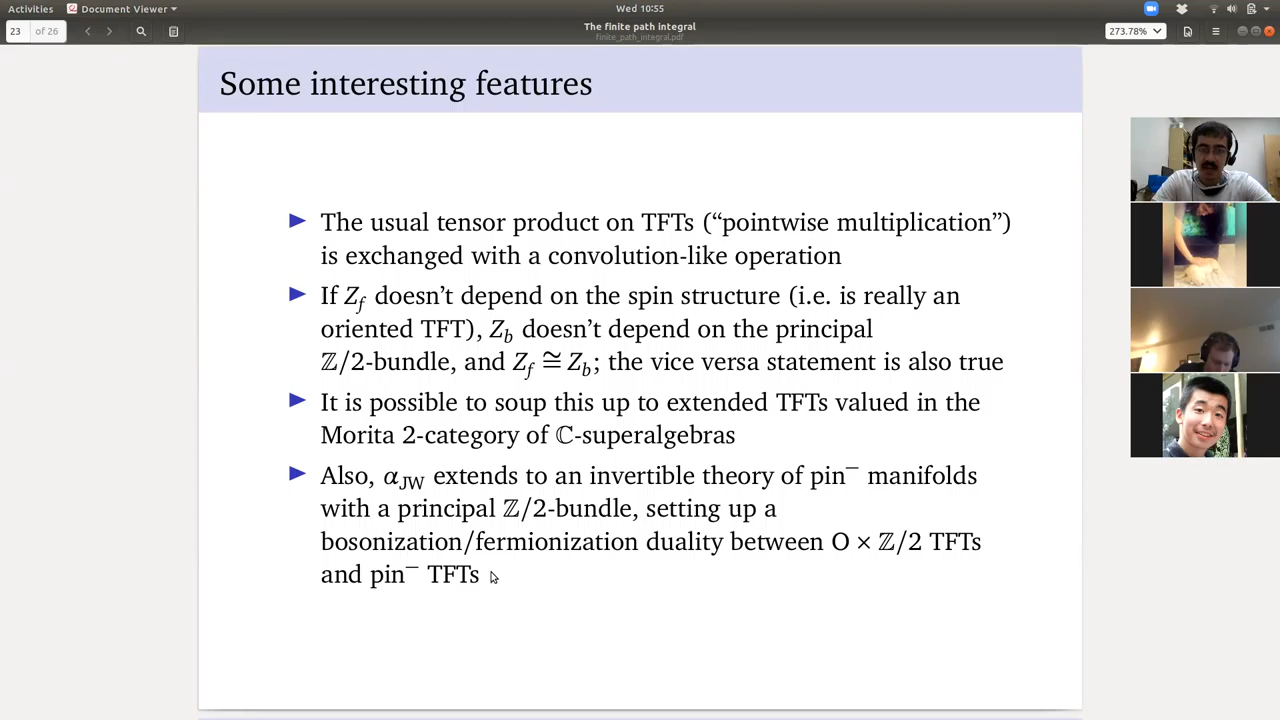 Activities
Document Viewer
Wed 10:55
23
of 26
The finite path integral
finite_path_integral.pdf
273.78%
Some interesting features
The usual tensor product on TFTs (“pointwise multiplication”)
is exchanged with a convolution-like operation
If Z_f doesn’t depend on the spin structure (i.e. is really an
oriented TFT), Z_b doesn’t depend on the principal
ℤ/2-bundle, and Z_f ≅ Z_b; the vice versa statement is also true
It is possible to soup this up to extended TFTs valued in the
Morita 2-category of ℂ-superalgebras
Also, α_JW extends to an invertible theory of pin⁻ manifolds
with a principal ℤ/2-bundle, setting up a
bosonization/fermionization duality between O × ℤ/2 TFTs
and pin⁻ TFTs